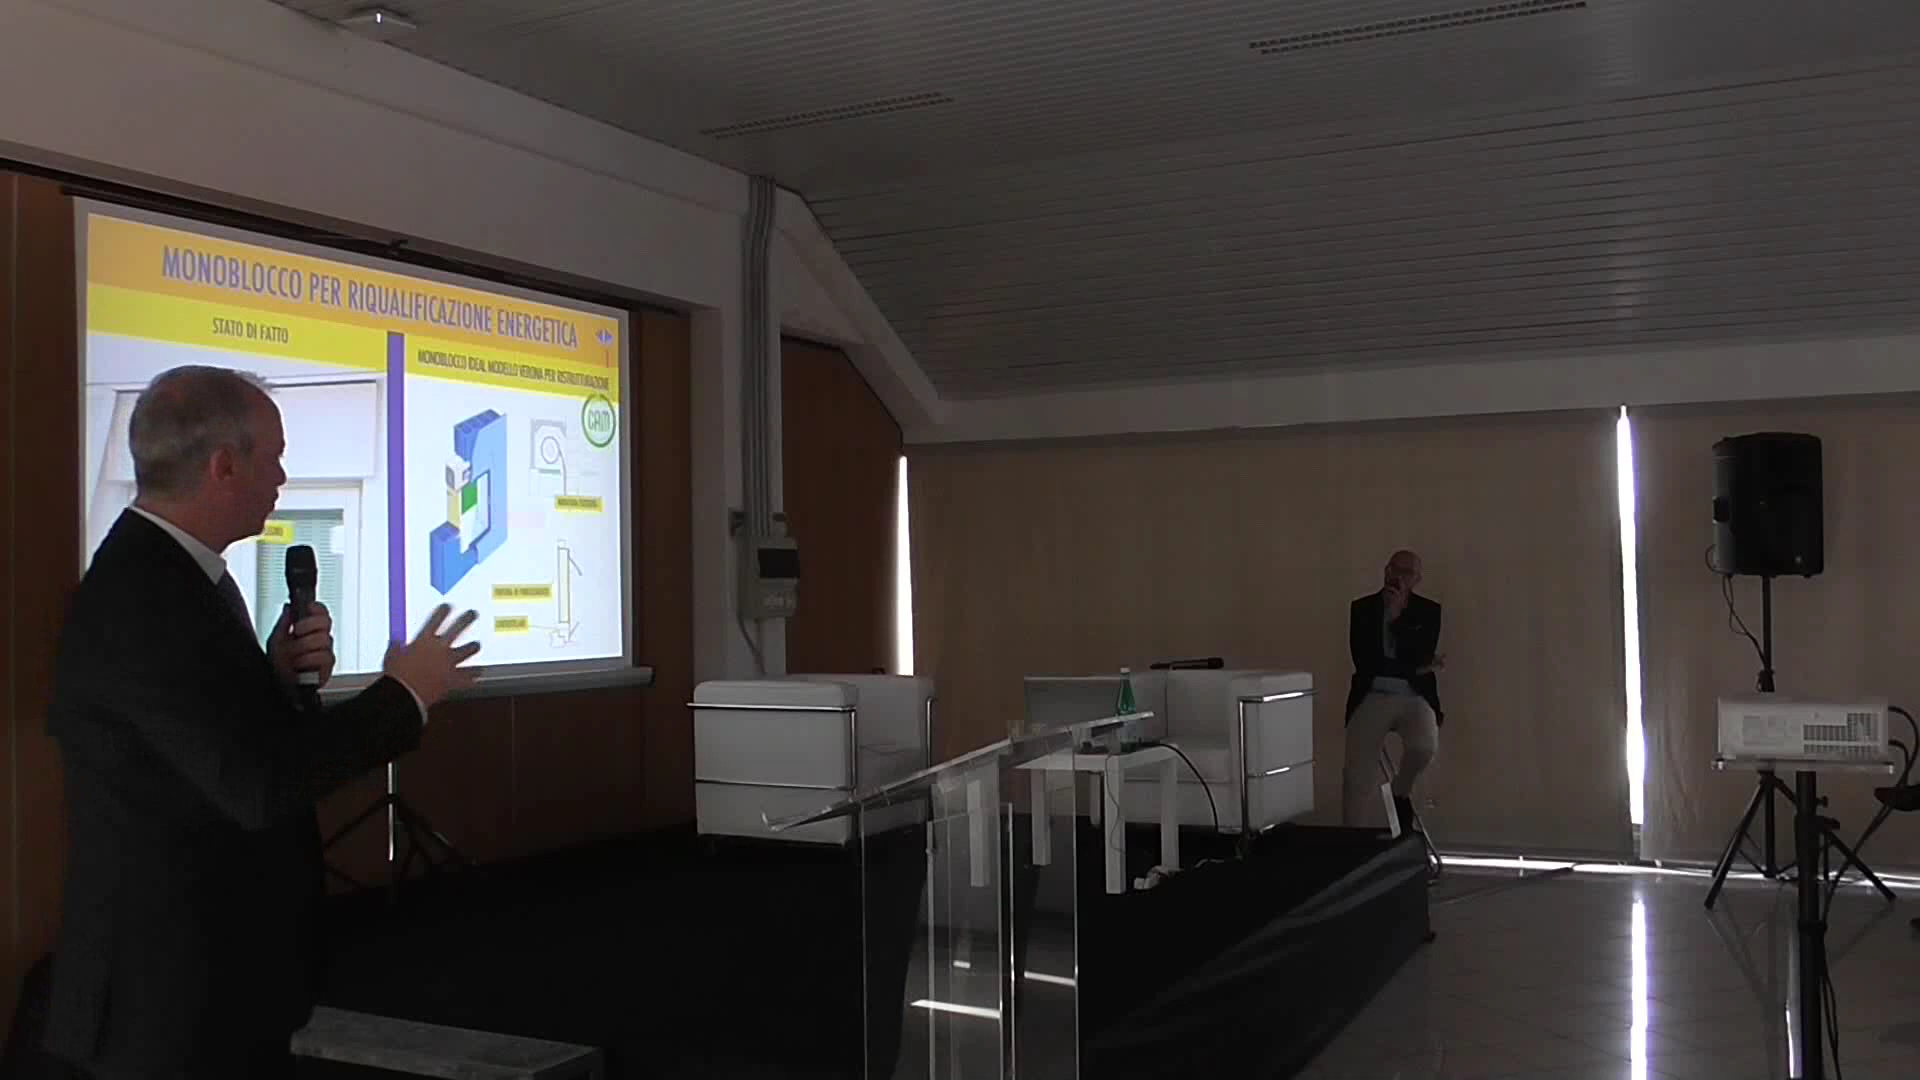 MONOBLOCCO PER RIQUALIFICAZIONE ENERGETICA
STATO DI FATTO
MONOBLOCCO IDEAL MODELLO VERONA PER RISTRUTTURAZIONE
CAM